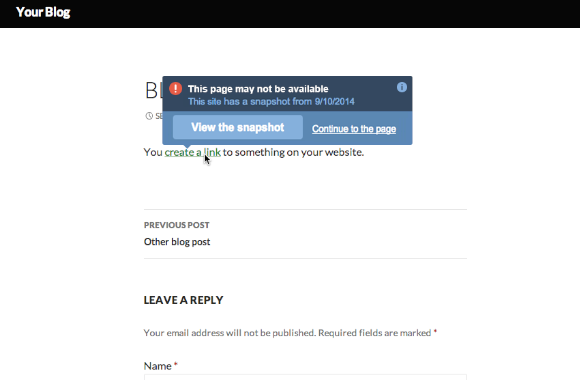 Your Blog
This page may not be available
This site has a snapshot from 9/10/2014
View the snapshot
Continue to the page
You create a link to something on your website.
PREVIOUS POST
Other blog post
LEAVE A REPLY
Your email address will not be published. Required fields are marked *
Name *